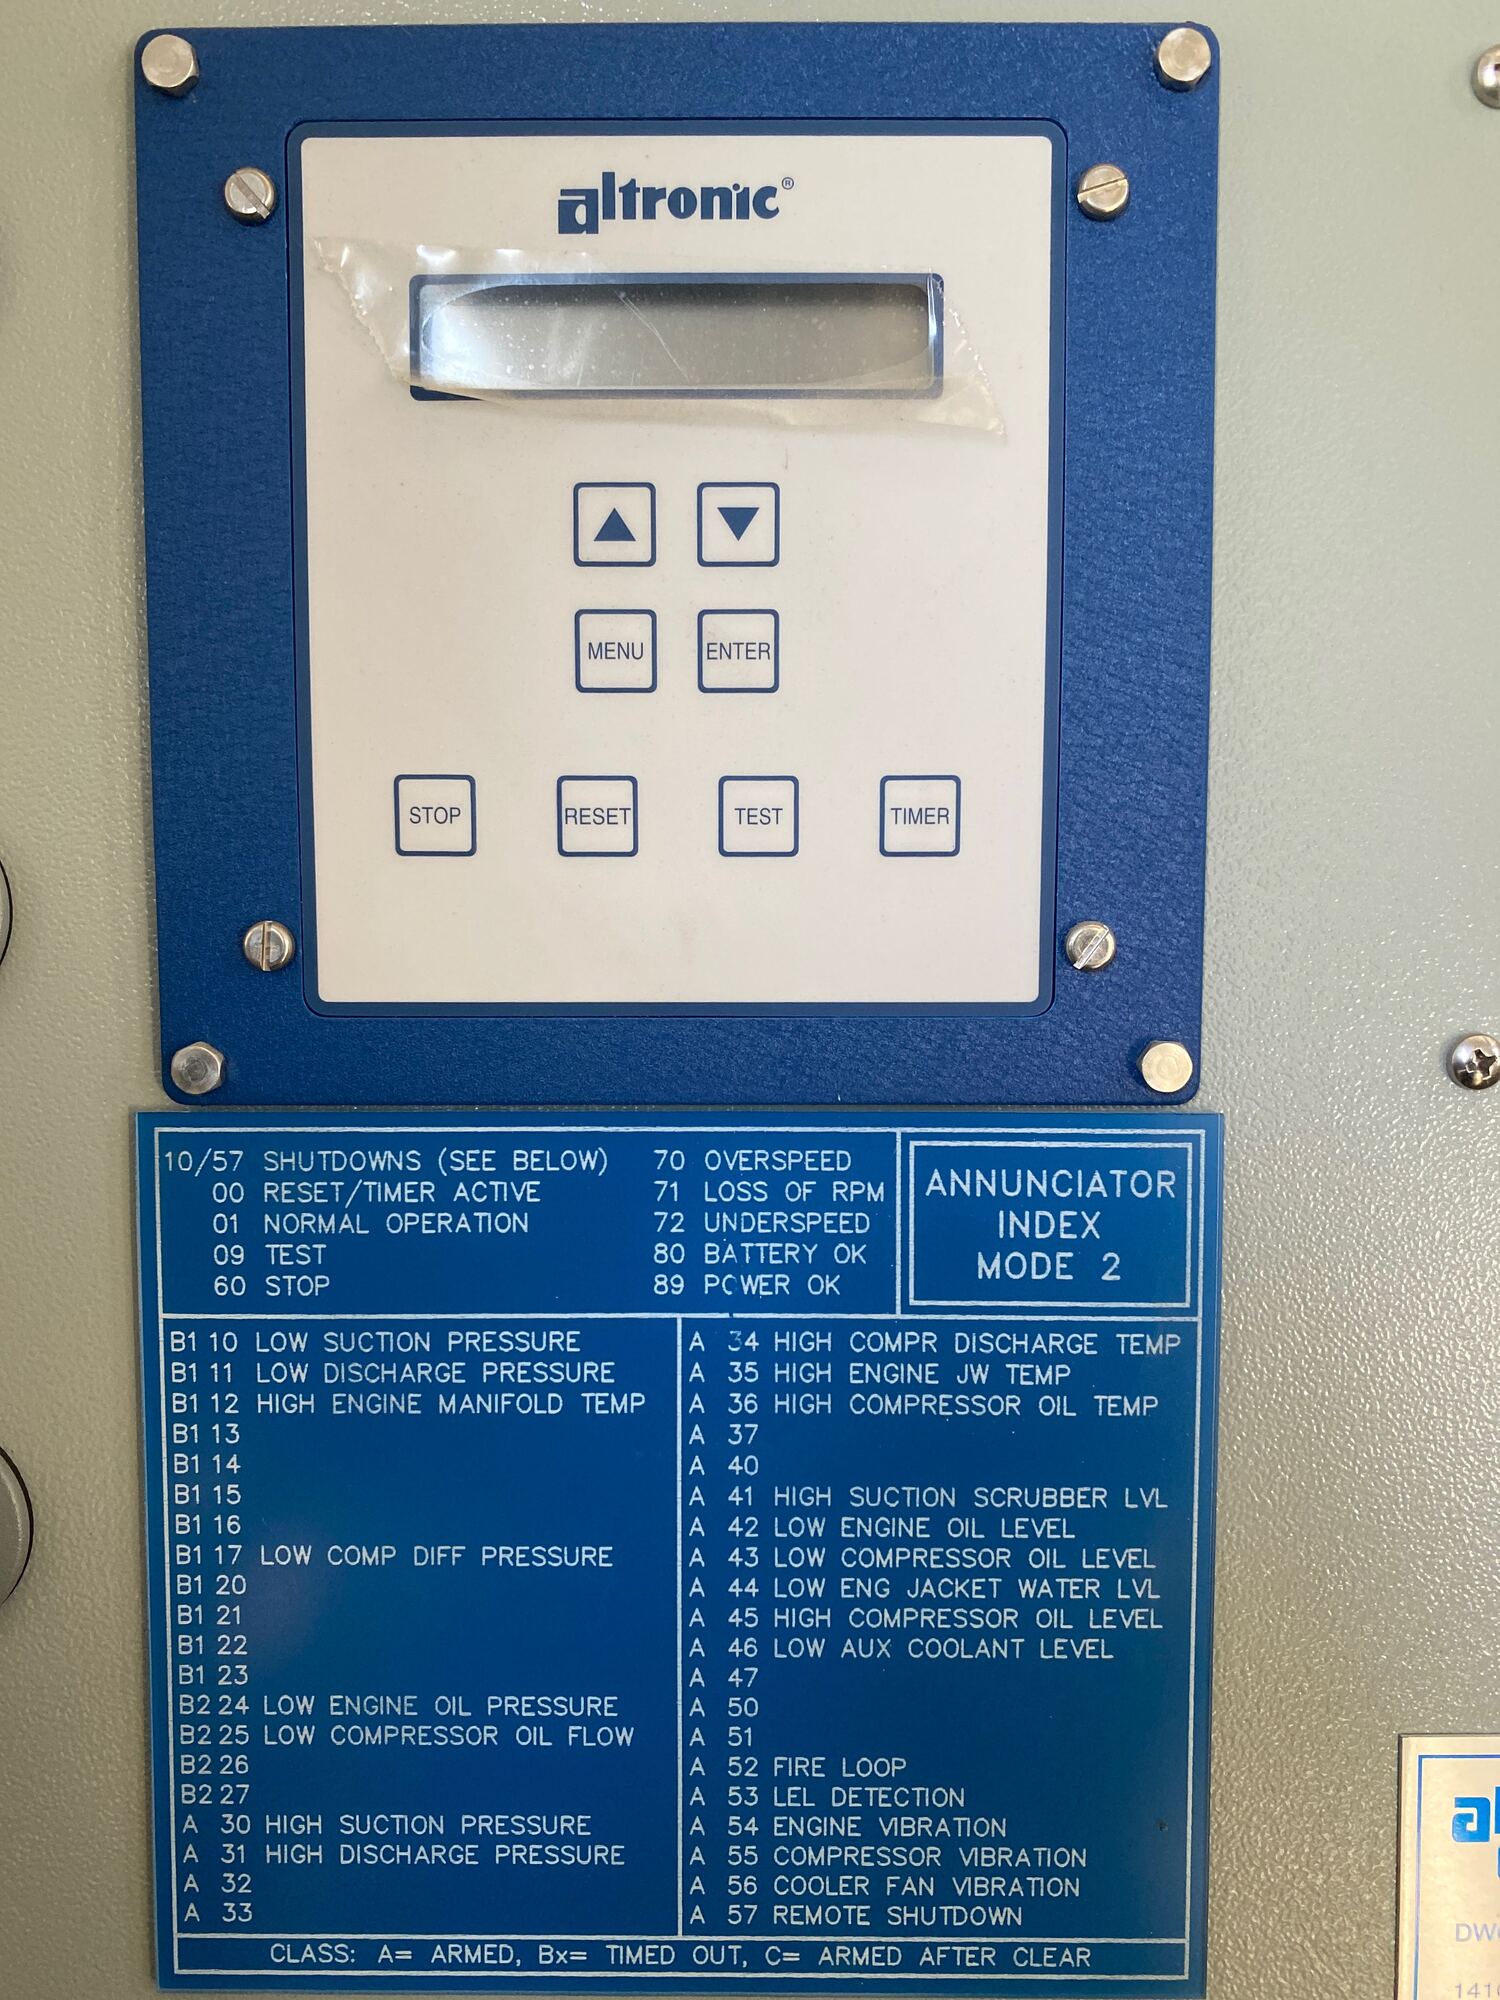 altronic®
▲ ▼
MENU ENTER
STOP RESET TEST TIMER
10/57 SHUTDOWNS (SEE BELOW)
00 RESET/TIMER ACTIVE
01 NORMAL OPERATION
09 TEST
60 STOP
70 OVERSPEED
71 LOSS OF RPM
72 UNDERSPEED
80 BATTERY OK
89 POWER OK
ANNUNCIATOR
INDEX
MODE 2
B1 10 LOW SUCTION PRESSURE
B1 11 LOW DISCHARGE PRESSURE
B1 12 HIGH ENGINE MANIFOLD TEMP
B1 13
B1 14
B1 15
B1 16
B1 17 LOW COMP DIFF PRESSURE
B1 20
B1 21
B1 22
B1 23
B2 24 LOW ENGINE OIL PRESSURE
B2 25 LOW COMPRESSOR OIL FLOW
B2 26
B2 27
A 30 HIGH SUCTION PRESSURE
A 31 HIGH DISCHARGE PRESSURE
A 32
A 33
A 34 HIGH COMPR DISCHARGE TEMP
A 35 HIGH ENGINE JW TEMP
A 36 HIGH COMPRESSOR OIL TEMP
A 37
A 40
A 41 HIGH SUCTION SCRUBBER LVL
A 42 LOW ENGINE OIL LEVEL
A 43 LOW COMPRESSOR OIL LEVEL
A 44 LOW ENG JACKET WATER LVL
A 45 HIGH COMPRESSOR OIL LEVEL
A 46 LOW AUX COOLANT LEVEL
A 47
A 50
A 51
A 52 FIRE LOOP
A 53 LEL DETECTION
A 54 ENGINE VIBRATION
A 55 COMPRESSOR VIBRATION
A 56 COOLER FAN VIBRATION
A 57 REMOTE SHUTDOWN
CLASS: A= ARMED, Bx= TIMED OUT, C= ARMED AFTER CLEAR